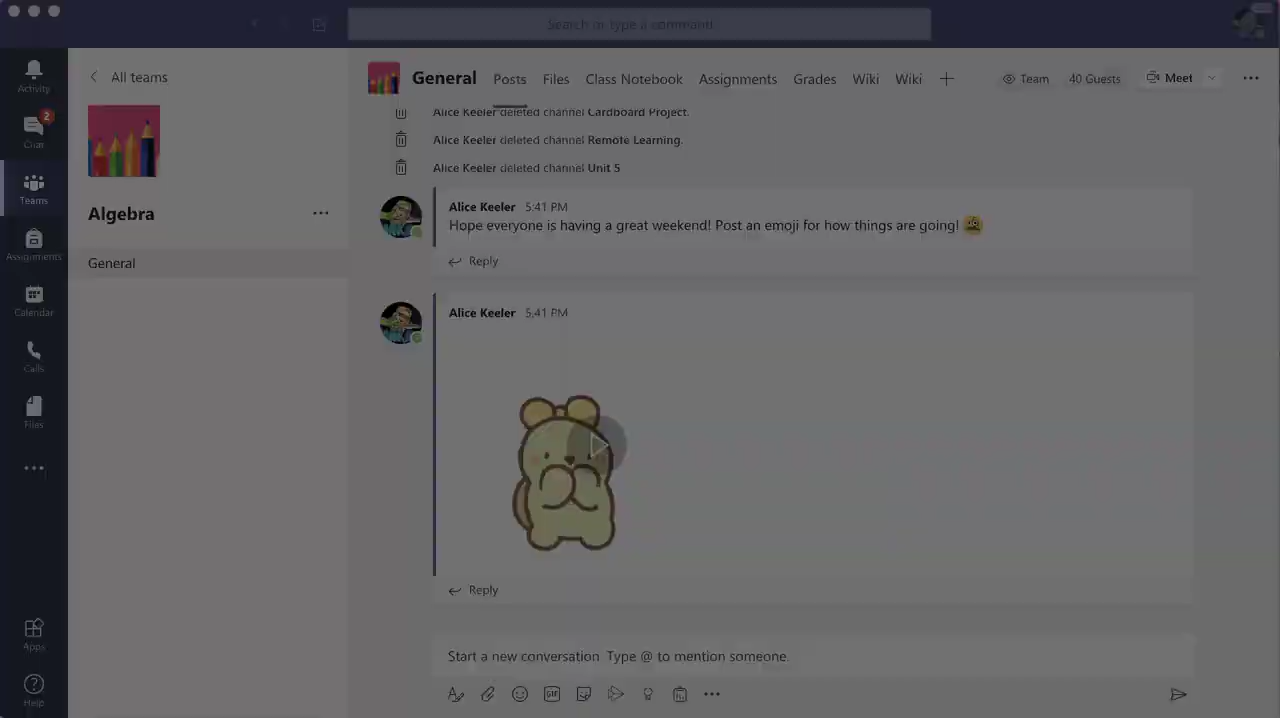 Search or type a command
Activity
Chat
2
Teams
Assignments
Calendar
Calls
Files
Apps
Help
All teams
Algebra
General
General
Posts
Files
Class Notebook
Assignments
Grades
Wiki
Wiki
Team
40 Guests
Meet
Alice Keeler deleted channel Cardboard Project.
Alice Keeler deleted channel Remote Learning.
Alice Keeler deleted channel Unit 5
Alice Keeler 5:41 PM
Hope everyone is having a great weekend! Post an emoji for how things are going!
Reply
Alice Keeler 5:41 PM
Reply
Start a new conversation. Type @ to mention someone.
GIF